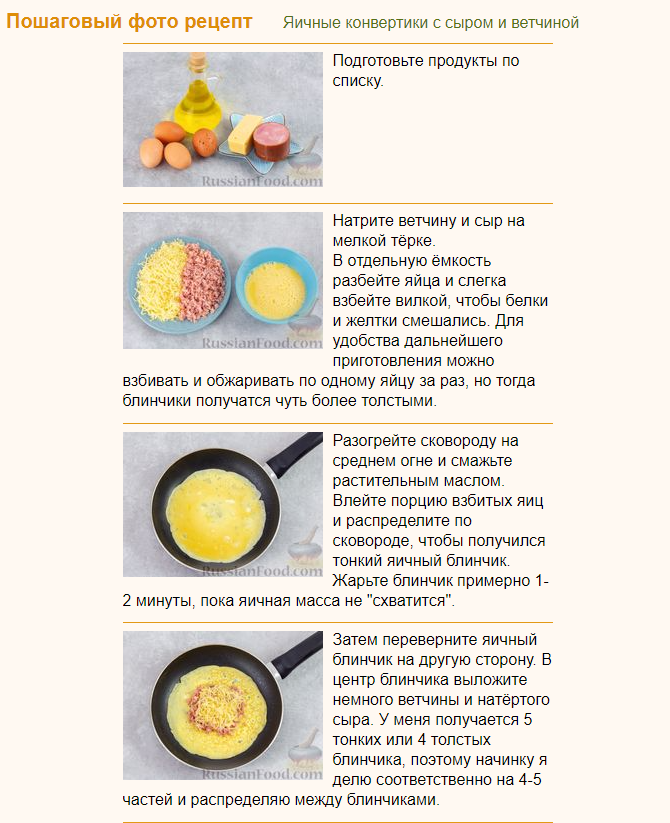 Пошаговый фото рецепт Яичные конвертики с сыром и ветчиной
Подготовьте продукты по
списку.
RussianFood.com
Натрите ветчину и сыр на
мелкой тёрке.
В отдельную ёмкость
разбейте яйца и слегка
взбейте вилкой, чтобы белки
и желтки смешались. Для
удобства дальнейшего
приготовления можно
RussianFood.com
взбивать и обжаривать по одному яйцу за раз, но тогда
блинчики получатся чуть более толстыми.
Разогрейте сковороду на
среднем огне и смажьте
растительным маслом.
Влейте порцию взбитых яиц
и распределите по
сковороде, чтобы получился
тонкий яичный блинчик.
Жарьте блинчик примерно 1-
RussianFood.com
2 минуты, пока яичная масса не "схватится".
Затем переверните яичный
блинчик на другую сторону. В
центр блинчика выложите
немного ветчины и натёртого
сыра. У меня получается 5
тонких или 4 толстых
блинчика, поэтому начинку я
делю соответственно на 4-5
RussianFood.com
частей и распределяю между блинчиками.